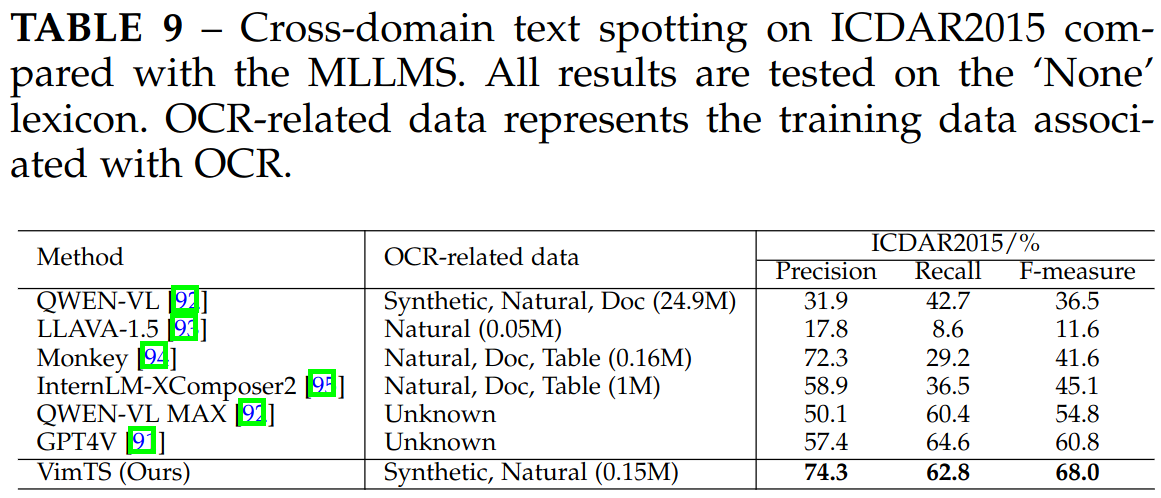 TABLE 9 – Cross-domain text spotting on ICDAR2015 com-
pared with the MLLMS. All results are tested on the ‘None’
lexicon. OCR-related data represents the training data associ-
ated with OCR.
Method OCR-related data ICDAR2015/%
Precision Recall F-measure
QWEN-VL [92] Synthetic, Natural, Doc (24.9M) 31.9 42.7 36.5
LLAVA-1.5 [93] Natural (0.05M) 17.8 8.6 11.6
Monkey [94] Natural, Doc, Table (0.16M) 72.3 29.2 41.6
InternLM-XComposer2 [95] Natural, Doc, Table (1M) 58.9 36.5 45.1
QWEN-VL MAX [92] Unknown 50.1 60.4 54.8
GPT4V [91] Unknown 57.4 64.6 60.8
VimTS (Ours) Synthetic, Natural (0.15M) 74.3 62.8 68.0